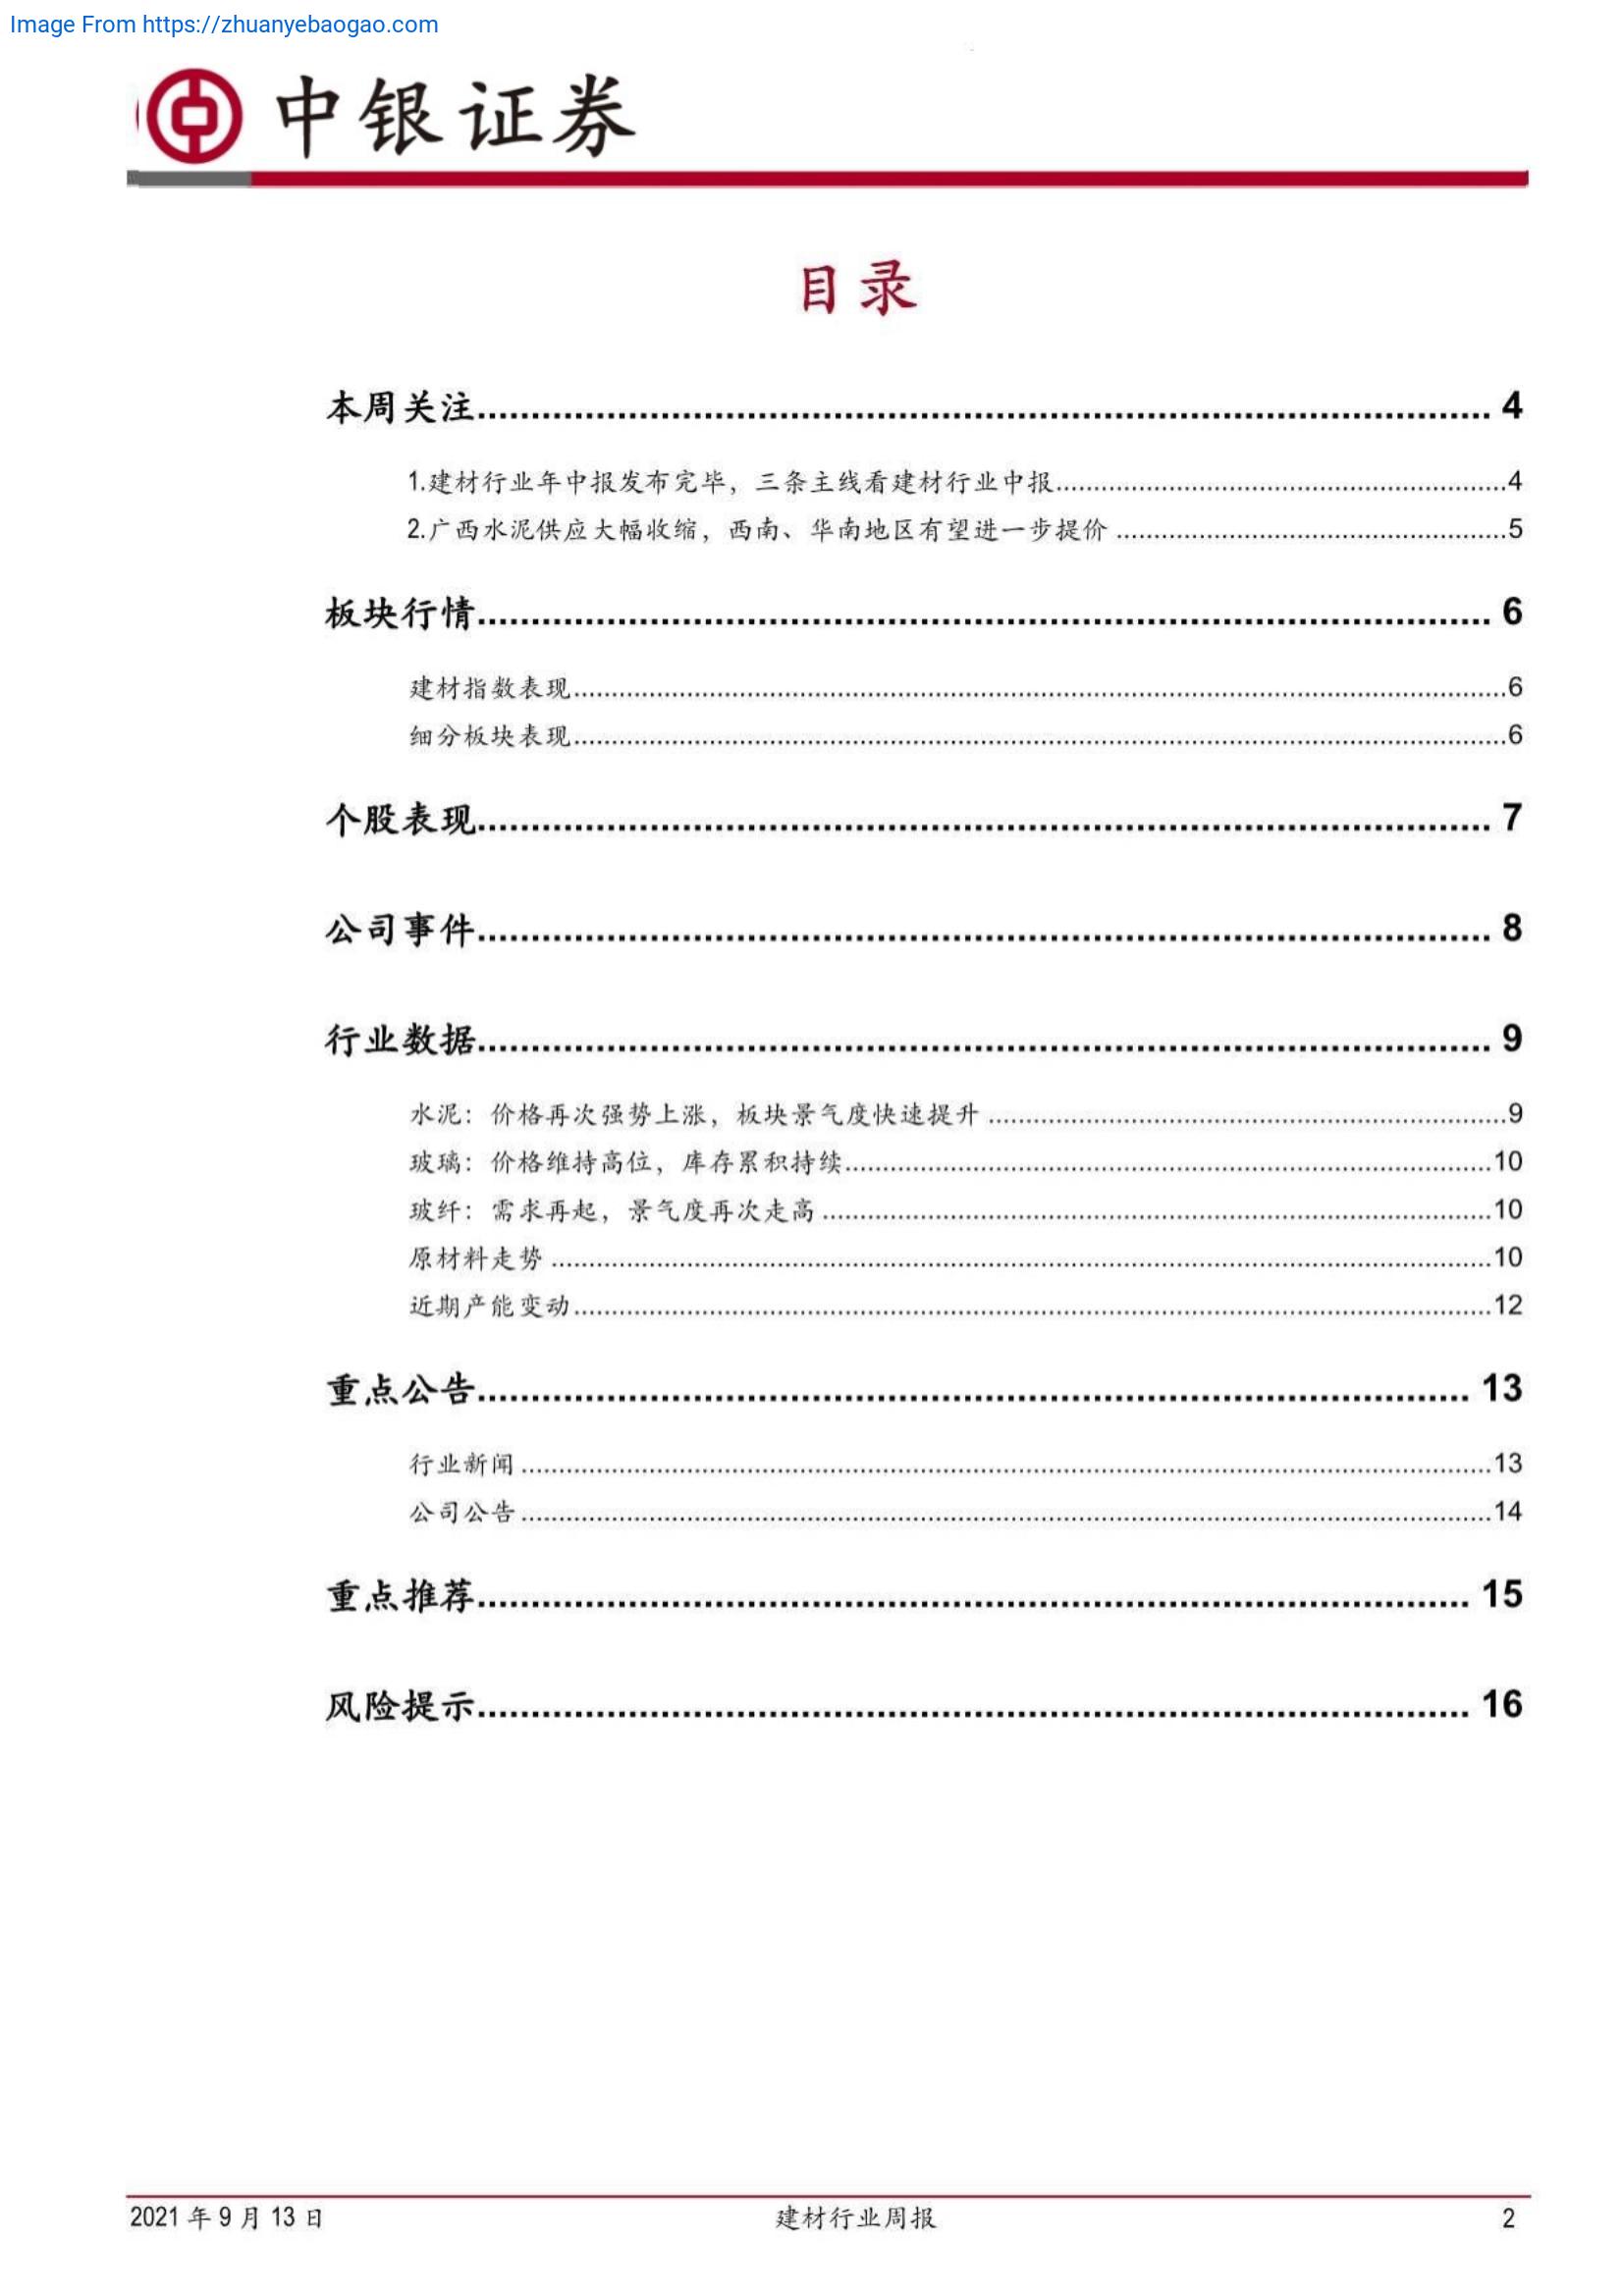 Image From https://zhuanyebaogao.com
中银证券
目录
本周关注........................................ 4
1.建材行业年中报发布完毕，三条主线看建材行业中报........................................4
2.广西水泥供应大幅收缩，西南、华南地区有望进一步提价........................................5
板块行情........................................ 6
建材指数表现........................................6
细分板块表现........................................6
个股表现........................................ 7
公司事件........................................ 8
行业数据........................................ 9
水泥：价格再次强势上涨，板块景气度快速提升........................................9
玻璃：价格维持高位，库存累积持续........................................10
玻纤：需求再起，景气度再次走高........................................10
原材料走势........................................10
近期产能变动........................................12
重点公告........................................ 13
行业新闻........................................13
公司公告........................................14
重点推荐........................................ 15
风险提示........................................ 16
2021 年 9 月 13 日 建材行业周报 2